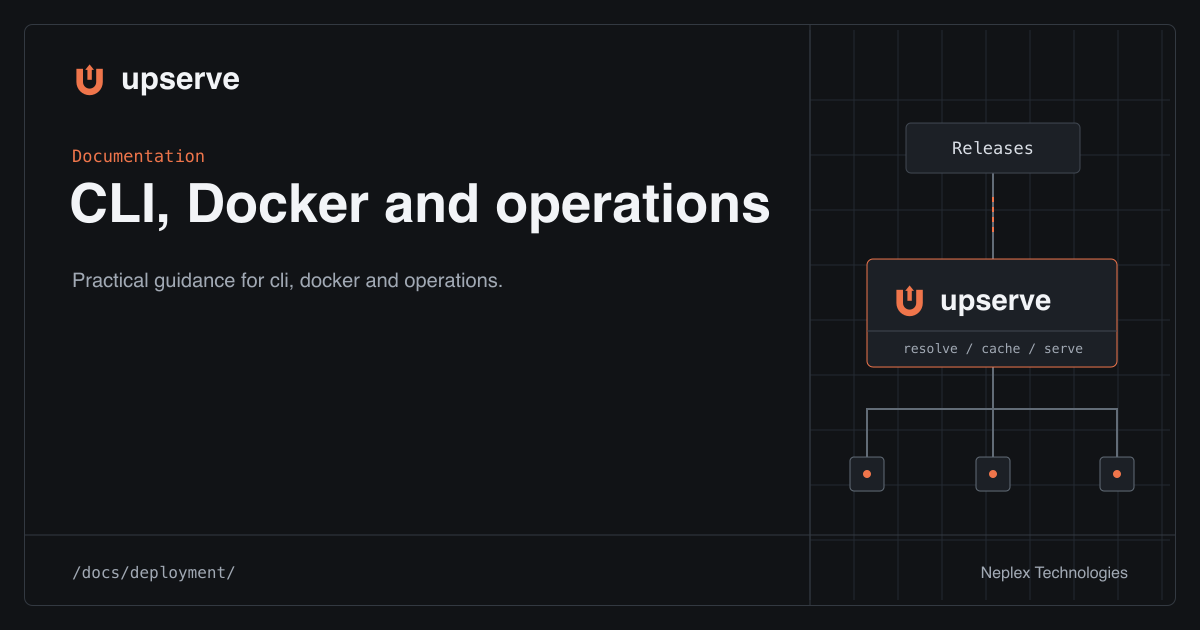 upserve
Documentation
CLI, Docker and operations
Practical guidance for cli, docker and operations.
Releases
upserve
resolve / cache / serve
/docs/deployment/
Neplex Technologies